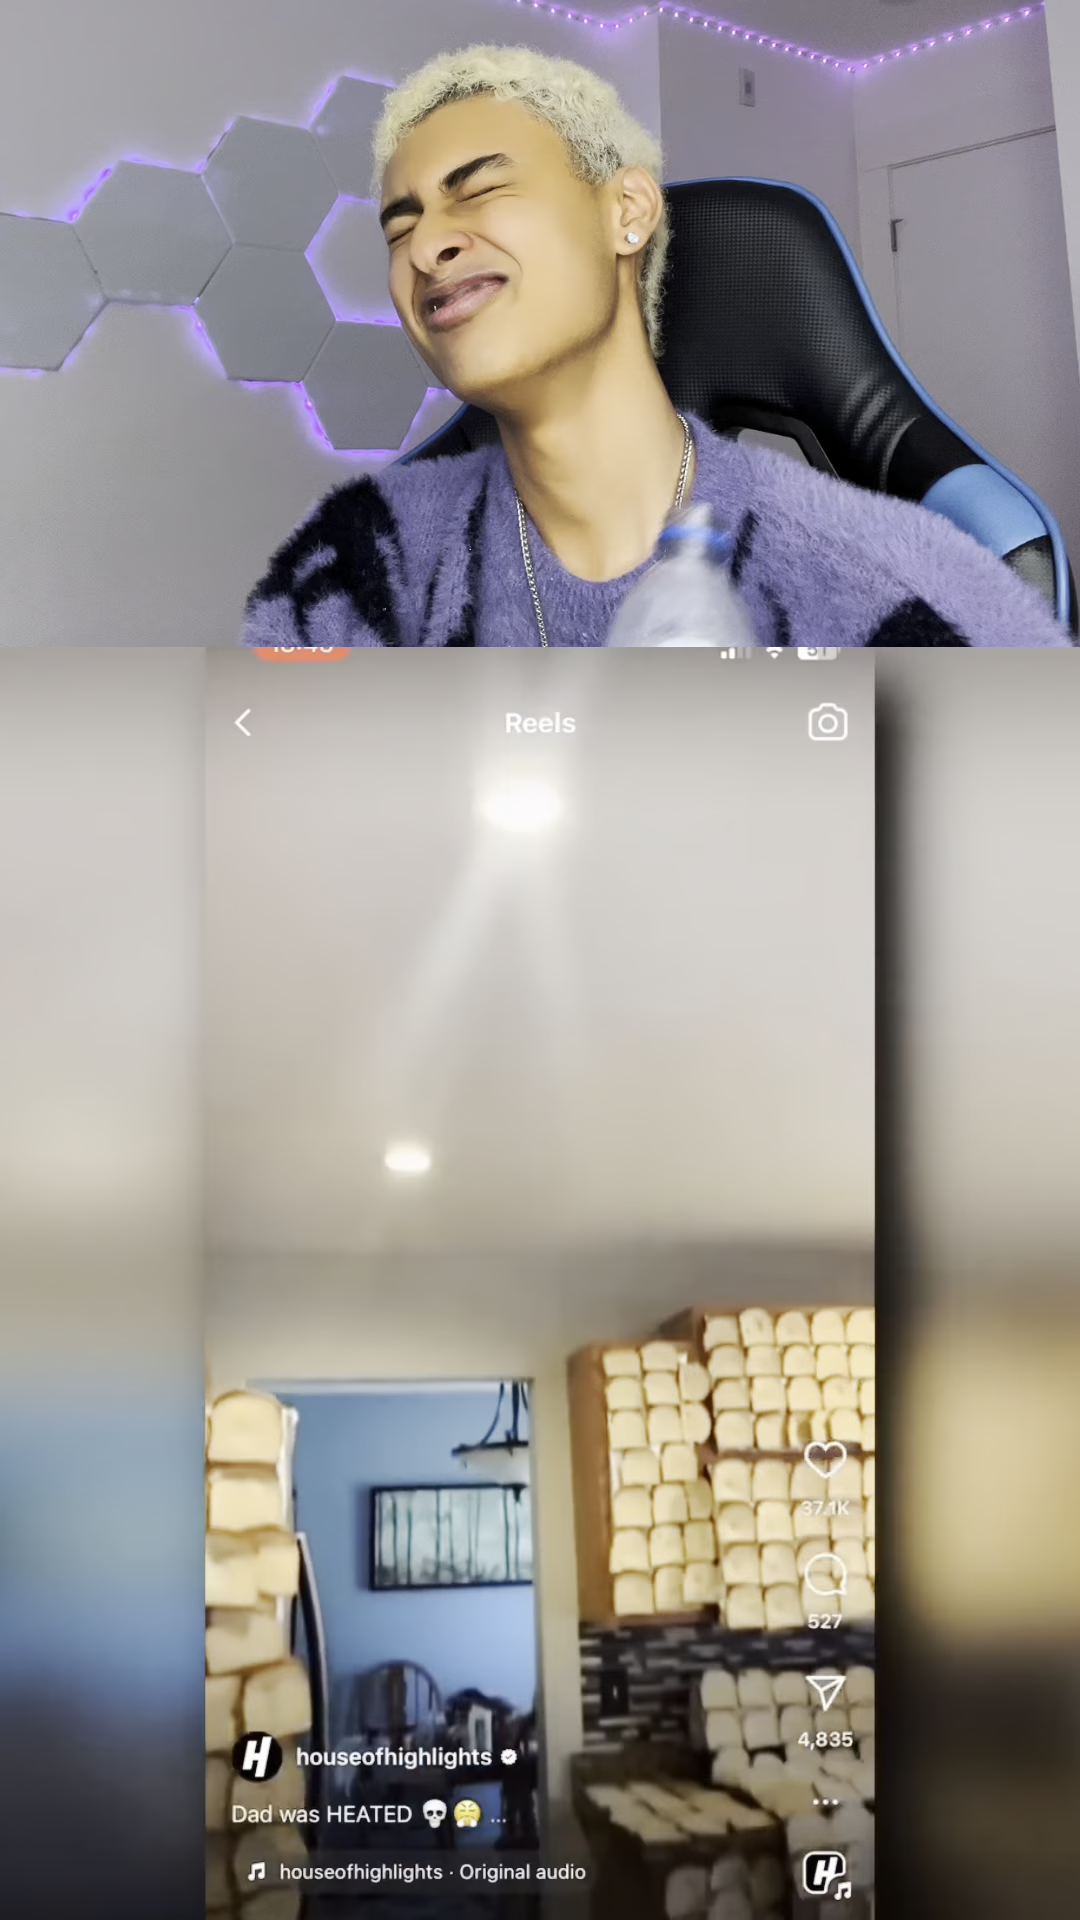 Reels
37.1K
527
4,835
houseofhighlights
Dad was HEATED 💀😤 ...
houseofhighlights · Original audio